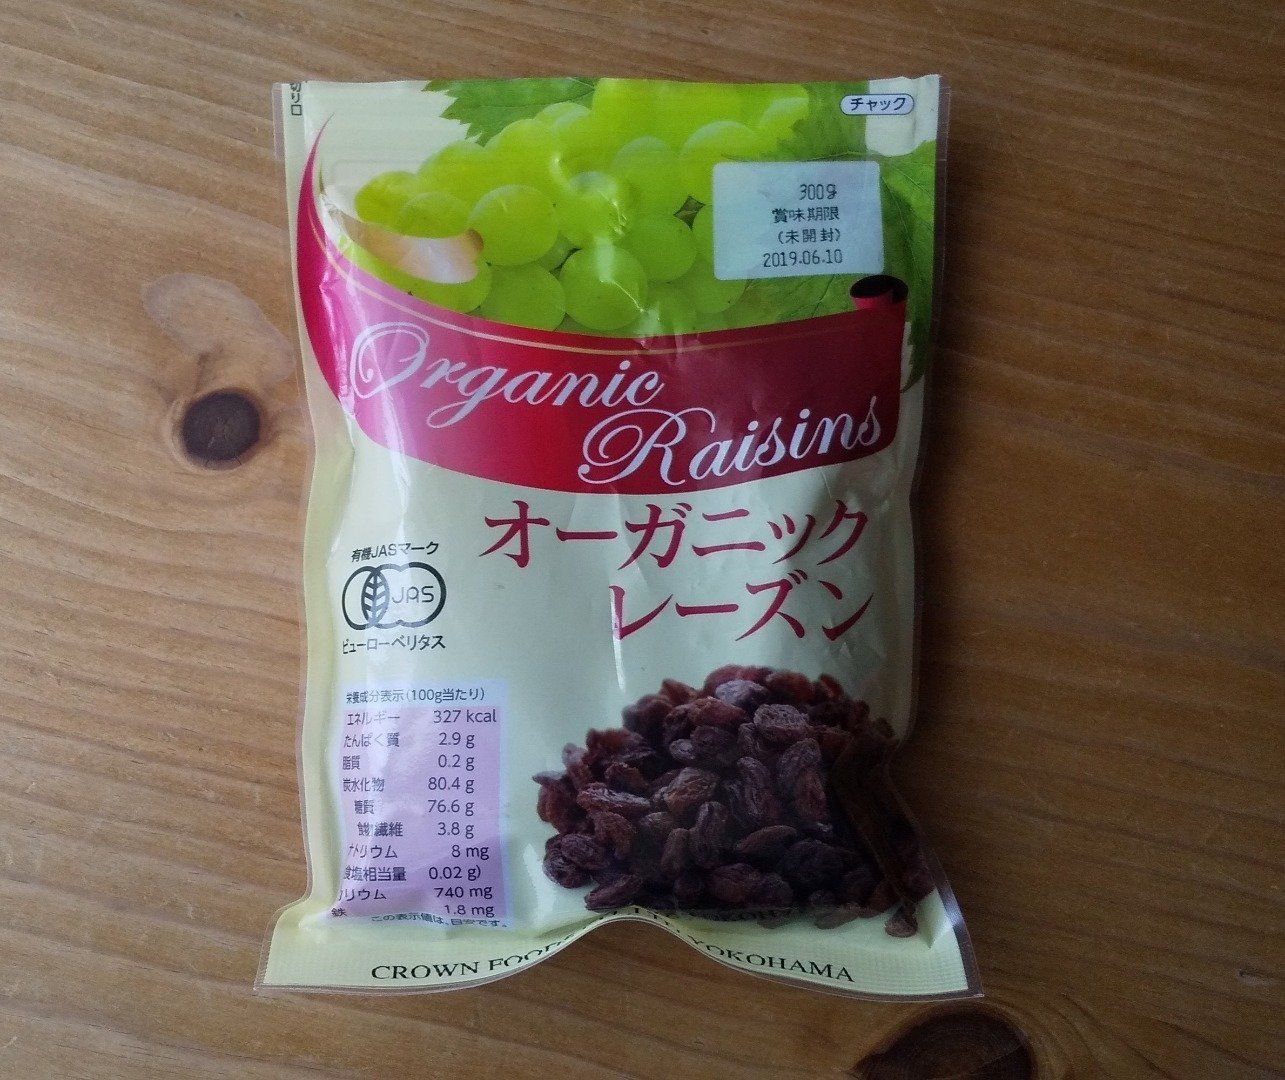 切り口
チャック
300g
賞味期限
(未開封)
2019.06.10
Organic
Raisins
オーガニック
レーズン
有機JASマーク
JAS
ビューローベリタス
栄養成分表示(100g当たり)
エネルギー 327 kcal
たんぱく質 2.9 g
脂質 0.2 g
炭水化物 80.4 g
糖質 76.6 g
食物繊維 3.8 g
ナトリウム 8 mg
食塩相当量 0.02 g)
カリウム 740 mg
鉄 1.8 mg
この表示値は、目安です。
CROWN FOODS YOKOHAMA